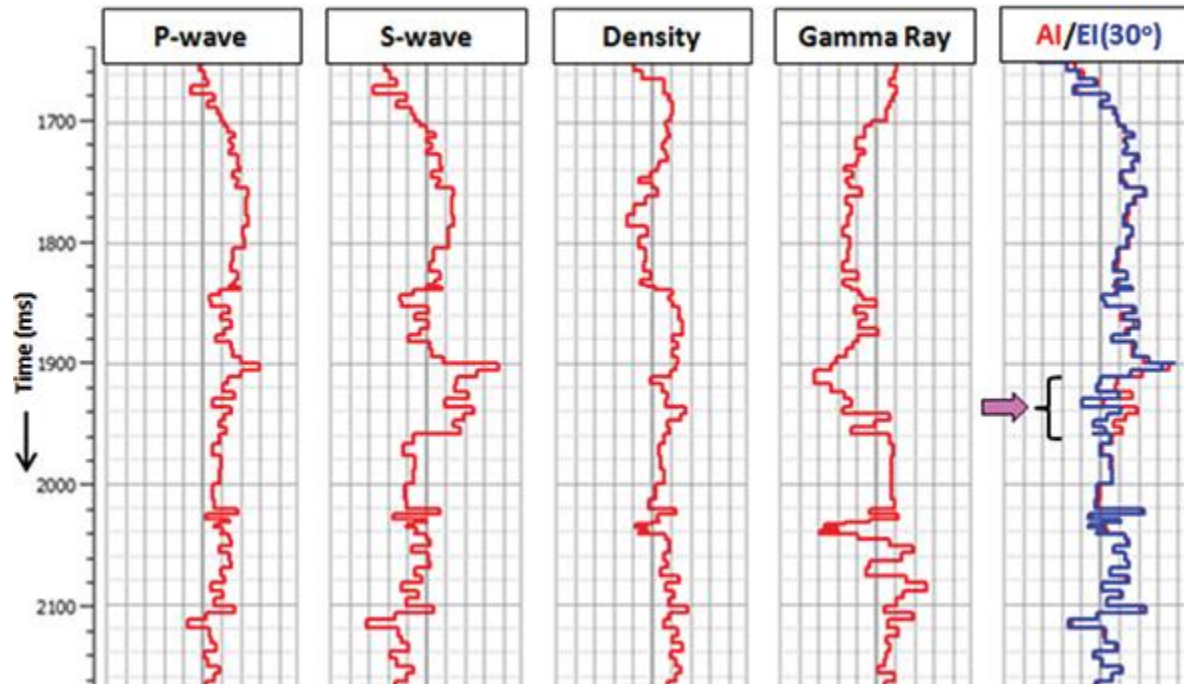 P-wave
S-wave
Density
Gamma Ray
AI/EI(30°)
1700
1800
1900
2000
2100
Time (ms)